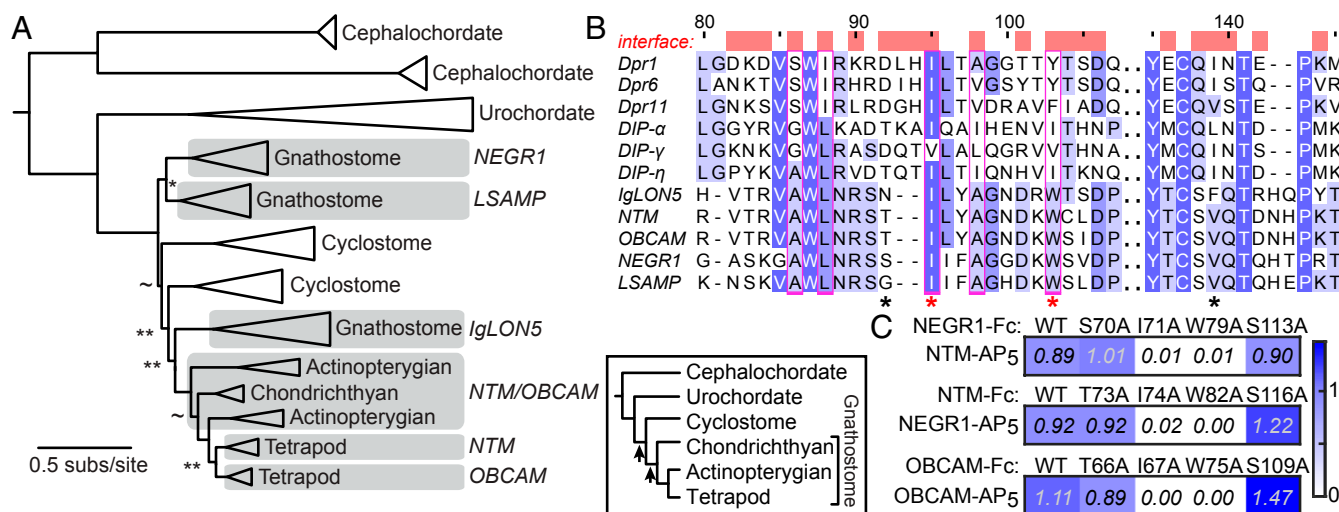 A
Cephalochordate
Cephalochordate
Urochordate
Gnathostome NEGR1
*
Gnathostome LSAMP
Cyclostome
~
Cyclostome
**
Gnathostome IgLON5
**
Actinopterygian
Chondrichthyan NTM/OBCAM
~
Actinopterygian
Tetrapod NTM
**
Tetrapod OBCAM
0.5 subs/site
Cephalochordate
Urochordate
Cyclostome
Chondrichthyan
Actinopterygian
Tetrapod
Gnathostome
B
80 90 100 140
interface:
Dpr1 LGDKDVSWIRKRDLHILTAGGTTYTSDQ..YECQINTE--PKM
Dpr6 LANKTVSWIRHRDIHILTVGSYTYTSDQ..YECQISTQ--PVR
Dpr11 LGNKSVSWIRLRDGHILTVDRAVFIADQ..YECQVSTE--PKM
DIP-α LGGYRVGWLKADTKAIQAIHENVITHNP..YMCQLNTD--PMK
DIP-γ LGKNKVGWLRASDQTVLALQGRVVTHNA..YMCQINTD--PMK
DIP-η LGPYKVAWLRVDTQTILTIQNHVITKNQ..YMCQINTD--PMK
IgLON5 H-VTRVAWLNRSN--ILYAGNDRWTSDP..YTCSFQTRHQPYT
NTM R-VTRVAWLNRST--ILYAGNDKWCLDP..YTCSVQTDNHPKT
OBCAM R-VTRVAWLNRST--ILYAGNDKWSIDP..YTCSVQTDNHPKT
NEGR1 G-ASKGAWLNRSS--IIFAGGDKWSVDP..YTCSVQTQHTPRT
LSAMP K-NSKVAWLNRSG--IIFAGHDKWSLDP..YTCSVQTQHEPKT
* * * *
C
NEGR1-Fc: WT S70A I71A W79A S113A
NTM-AP5 0.89 1.01 0.01 0.01 0.90
NTM-Fc: WT T73A I74A W82A S116A
NEGR1-AP5 0.92 0.92 0.02 0.00 1.22
OBCAM-Fc: WT T66A I67A W75A S109A
OBCAM-AP5 1.11 0.89 0.00 0.00 1.47
1
0